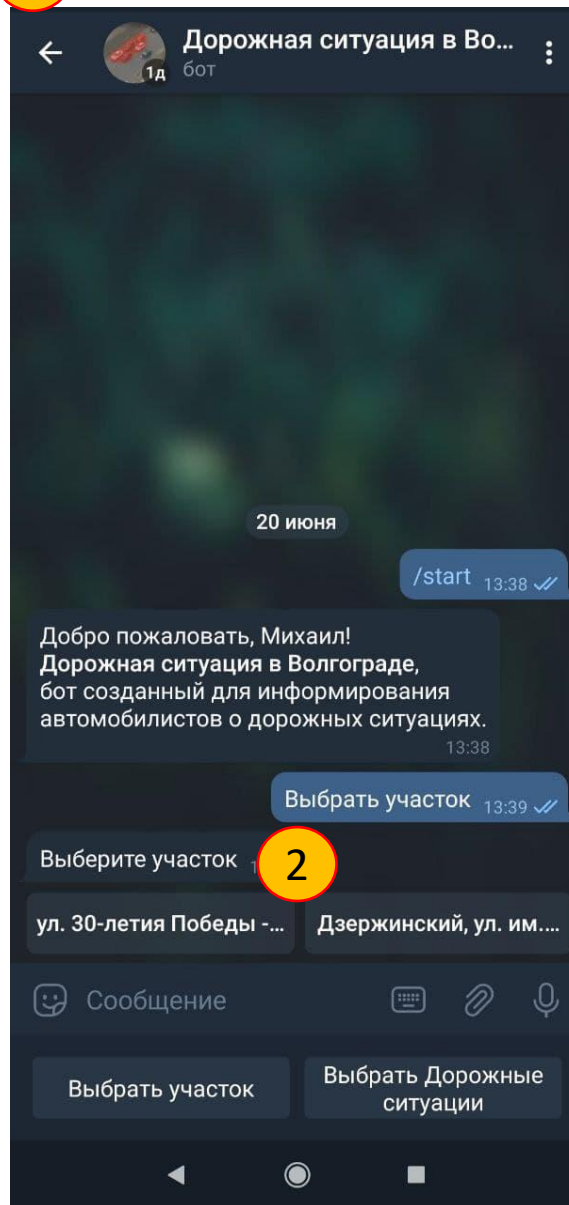 Дорожная ситуация в Во...
1д
бот
20 июня
/start 13:38
Добро пожаловать, Михаил!
Дорожная ситуация в Волгограде,
бот созданный для информирования
автомобилистов о дорожных ситуациях.
13:38
Выбрать участок 13:39
Выберите участок
2
ул. 30-летия Победы -...
Дзержинский, ул. им....
Сообщение
Выбрать участок
Выбрать Дорожные
ситуации